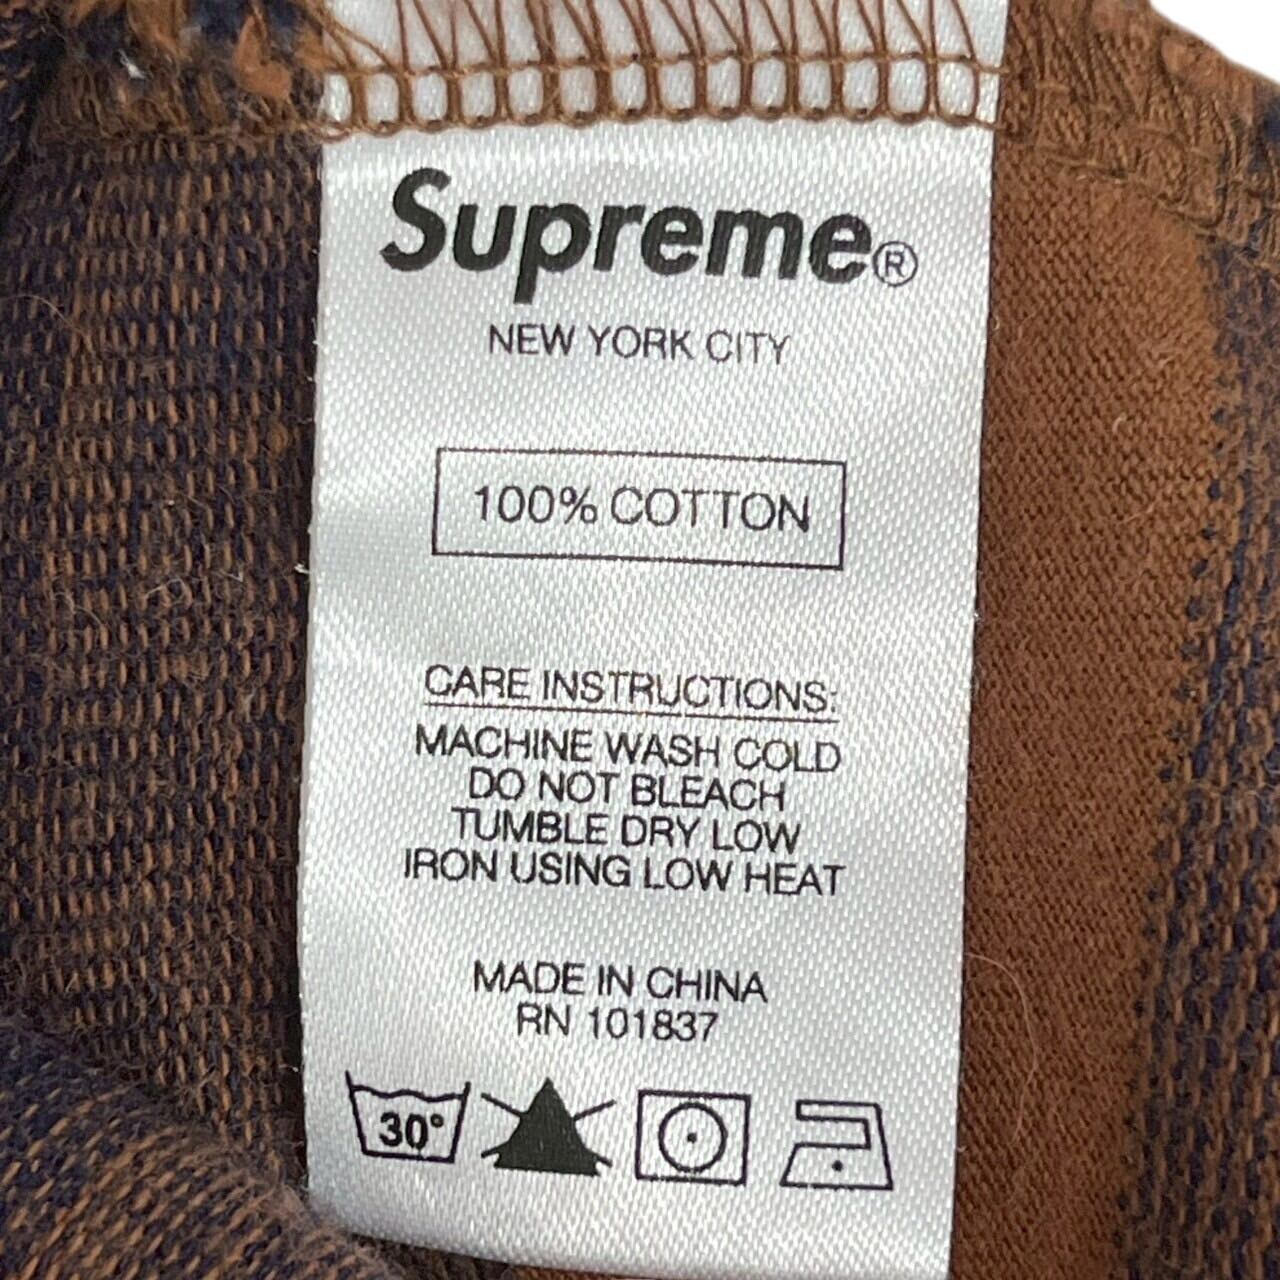 Supreme®
NEW YORK CITY
100% COTTON
CARE INSTRUCTIONS:
MACHINE WASH COLD
DO NOT BLEACH
TUMBLE DRY LOW
IRON USING LOW HEAT
MADE IN CHINA
RN 101837
30°